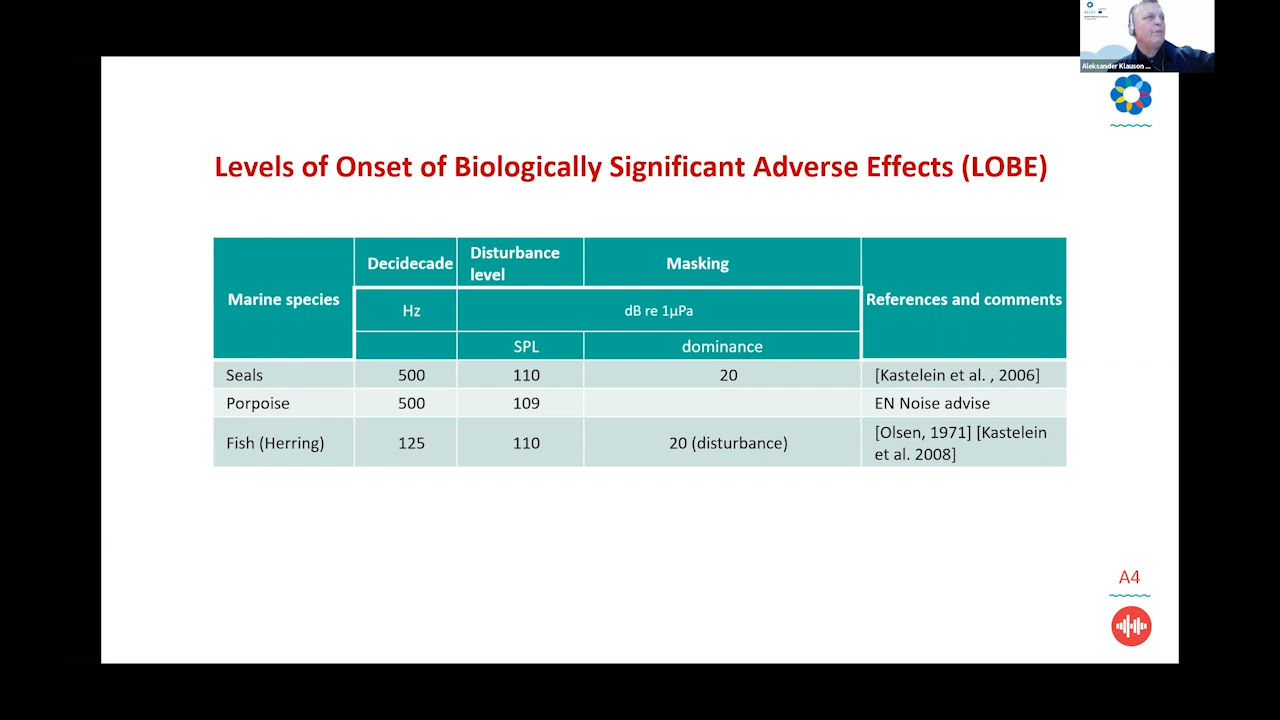 Aleksander Klauson ...
Levels of Onset of Biologically Significant Adverse Effects (LOBE)
Marine species
Decidecade
Disturbance
level
Masking
References and comments
Hz
dB re 1µPa
SPL
dominance
Seals 500 110 20 [Kastelein et al. , 2006]
Porpoise 500 109 EN Noise advise
Fish (Herring) 125 110 20 (disturbance) [Olsen, 1971] [Kastelein
et al. 2008]
A4